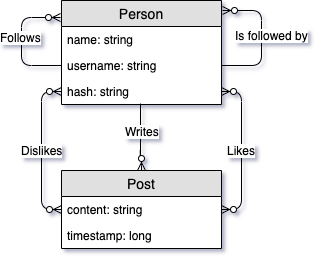 Person
Follows
name: string
Is followed by
username: string
hash: string
Writes
Dislikes
Likes
Post
content: string
timestamp: long